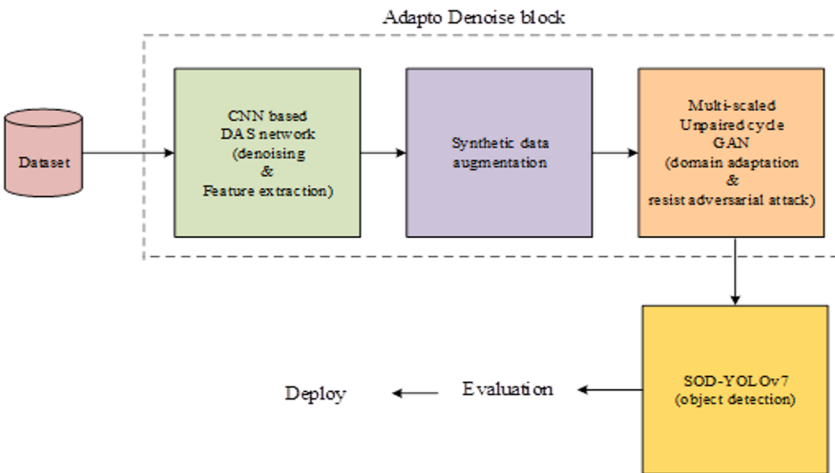 Adapto Denoise block
Dataset
CNN based
DAS network
(denoising
&
Feature extraction)
Synthetic data
augmentation
Multi-scaled
Unpaired cycle
GAN
(domain adaptation
&
resist adversarial attack)
SOD-YOLOv7
(object detection)
Evaluation
Deploy